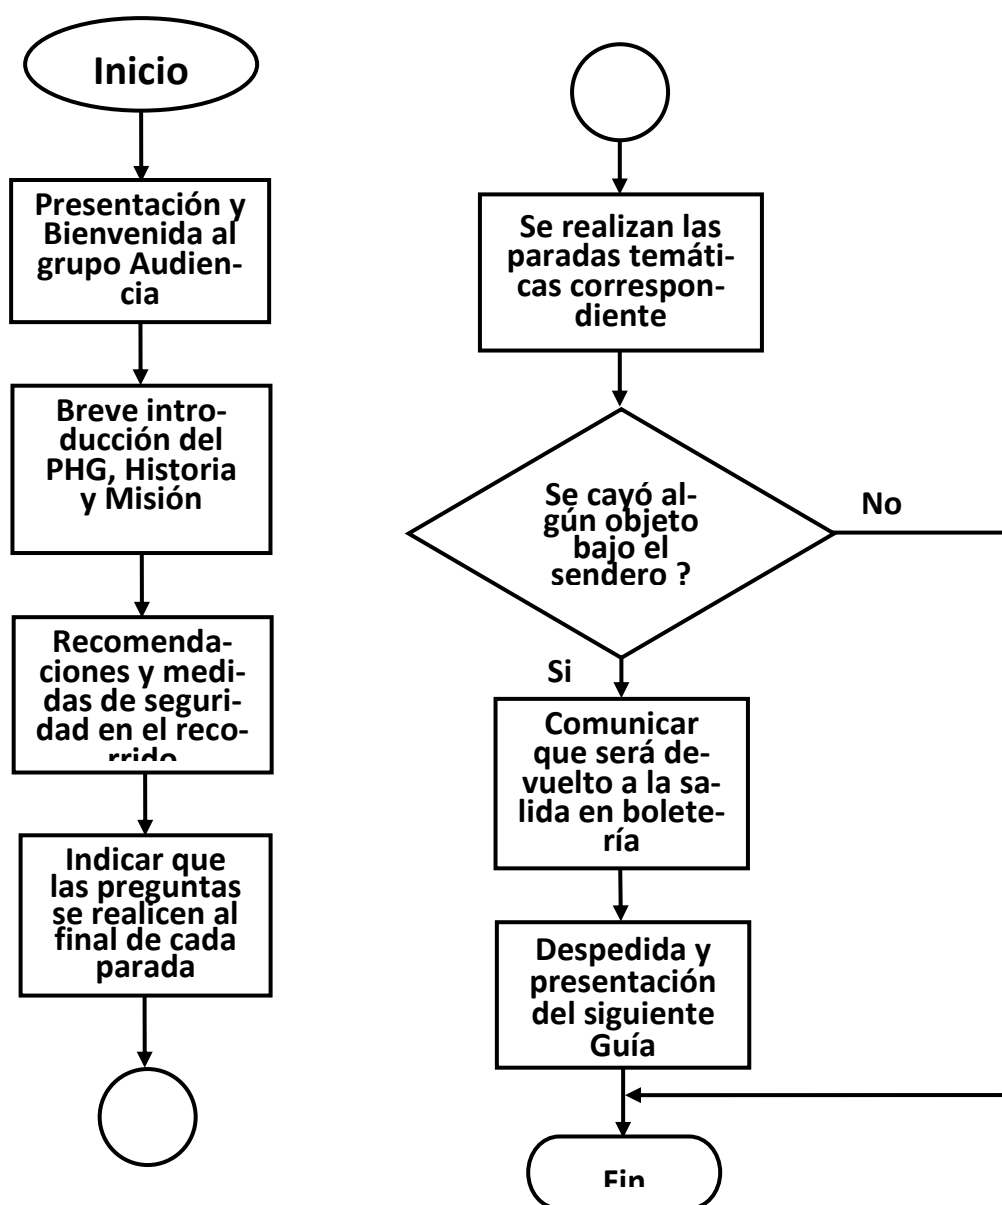 Inicio
Presentación y
Bienvenida al
grupo Audien-
cia
Breve intro-
ducción del
PHG, Historia
y Misión
Recomenda-
ciones y medi-
das de seguri-
dad en el reco-
rrido
Indicar que
las preguntas
se realicen al
final de cada
parada
Se realizan las
paradas temáti-
cas correspon-
diente
Se cayó al-
gún objeto
bajo el
sendero ?
No
Si
Comunicar
que será de-
vuelto a la sa-
lida en bolete-
ría
Despedida y
presentación
del siguiente
Guía
Fin